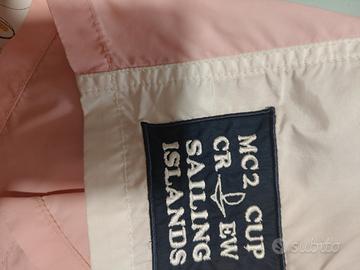 MC2 CUP
CR EW
SAILING
ISLANDS
subito